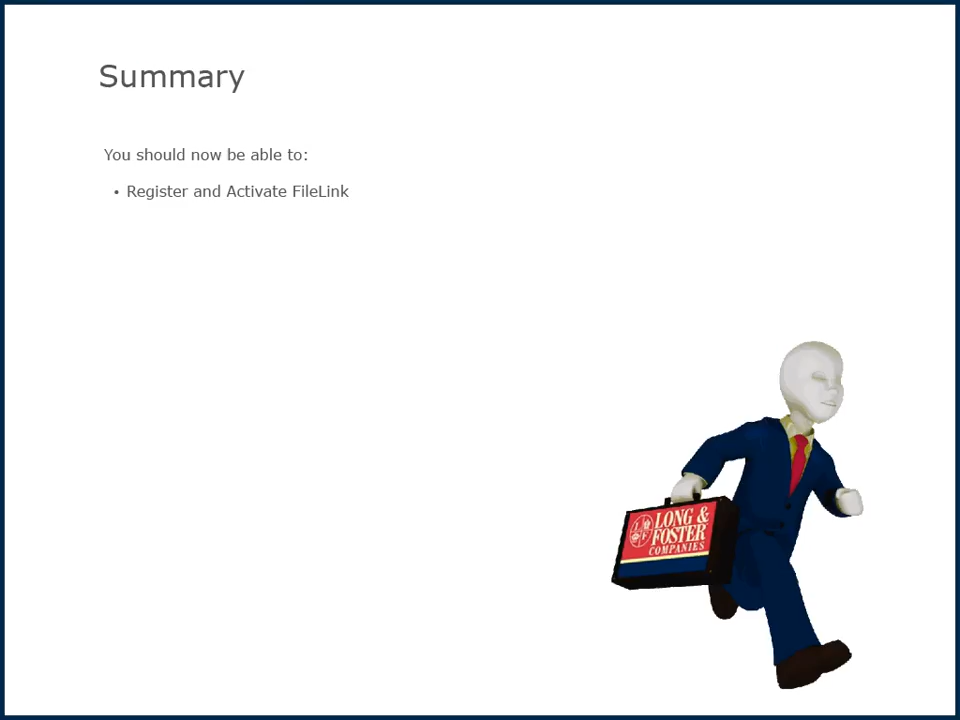 Summary
You should now be able to:
• Register and Activate FileLink
LONG &
FOSTER
COMPANIES